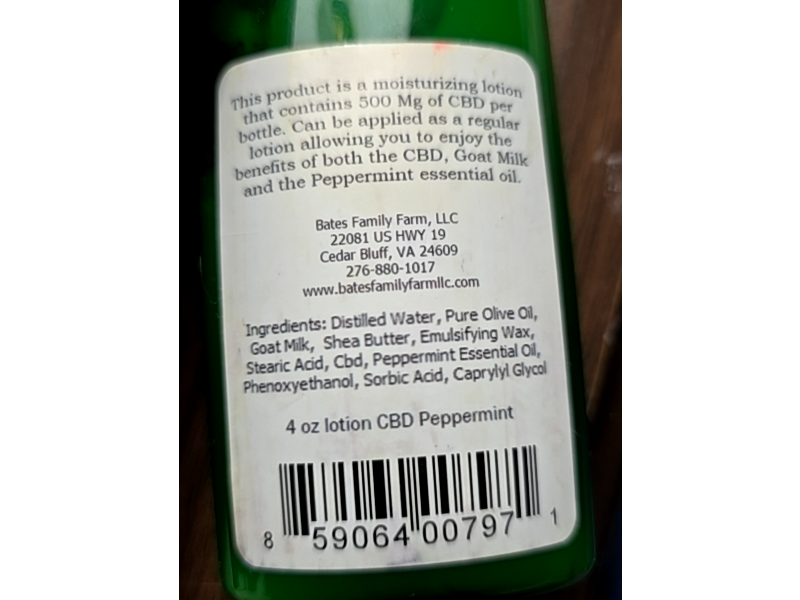 This product is a moisturizing lotion
that contains 500 Mg of CBD per
bottle. Can be applied as a regular
lotion allowing you to enjoy the
benefits of both the CBD, Goat Milk
and the Peppermint essential oil.
Bates Family Farm, LLC
22081 US HWY 19
Cedar Bluff, VA 24609
276-880-1017
www.batesfamilyfarmllc.com
Ingredients: Distilled Water, Pure Olive Oil,
Goat Milk, Shea Butter, Emulsifying Wax,
Stearic Acid, Cbd, Peppermint Essential Oil,
Phenoxyethanol, Sorbic Acid, Caprylyl Glycol
4 oz lotion CBD Peppermint
8 59064 00797 1